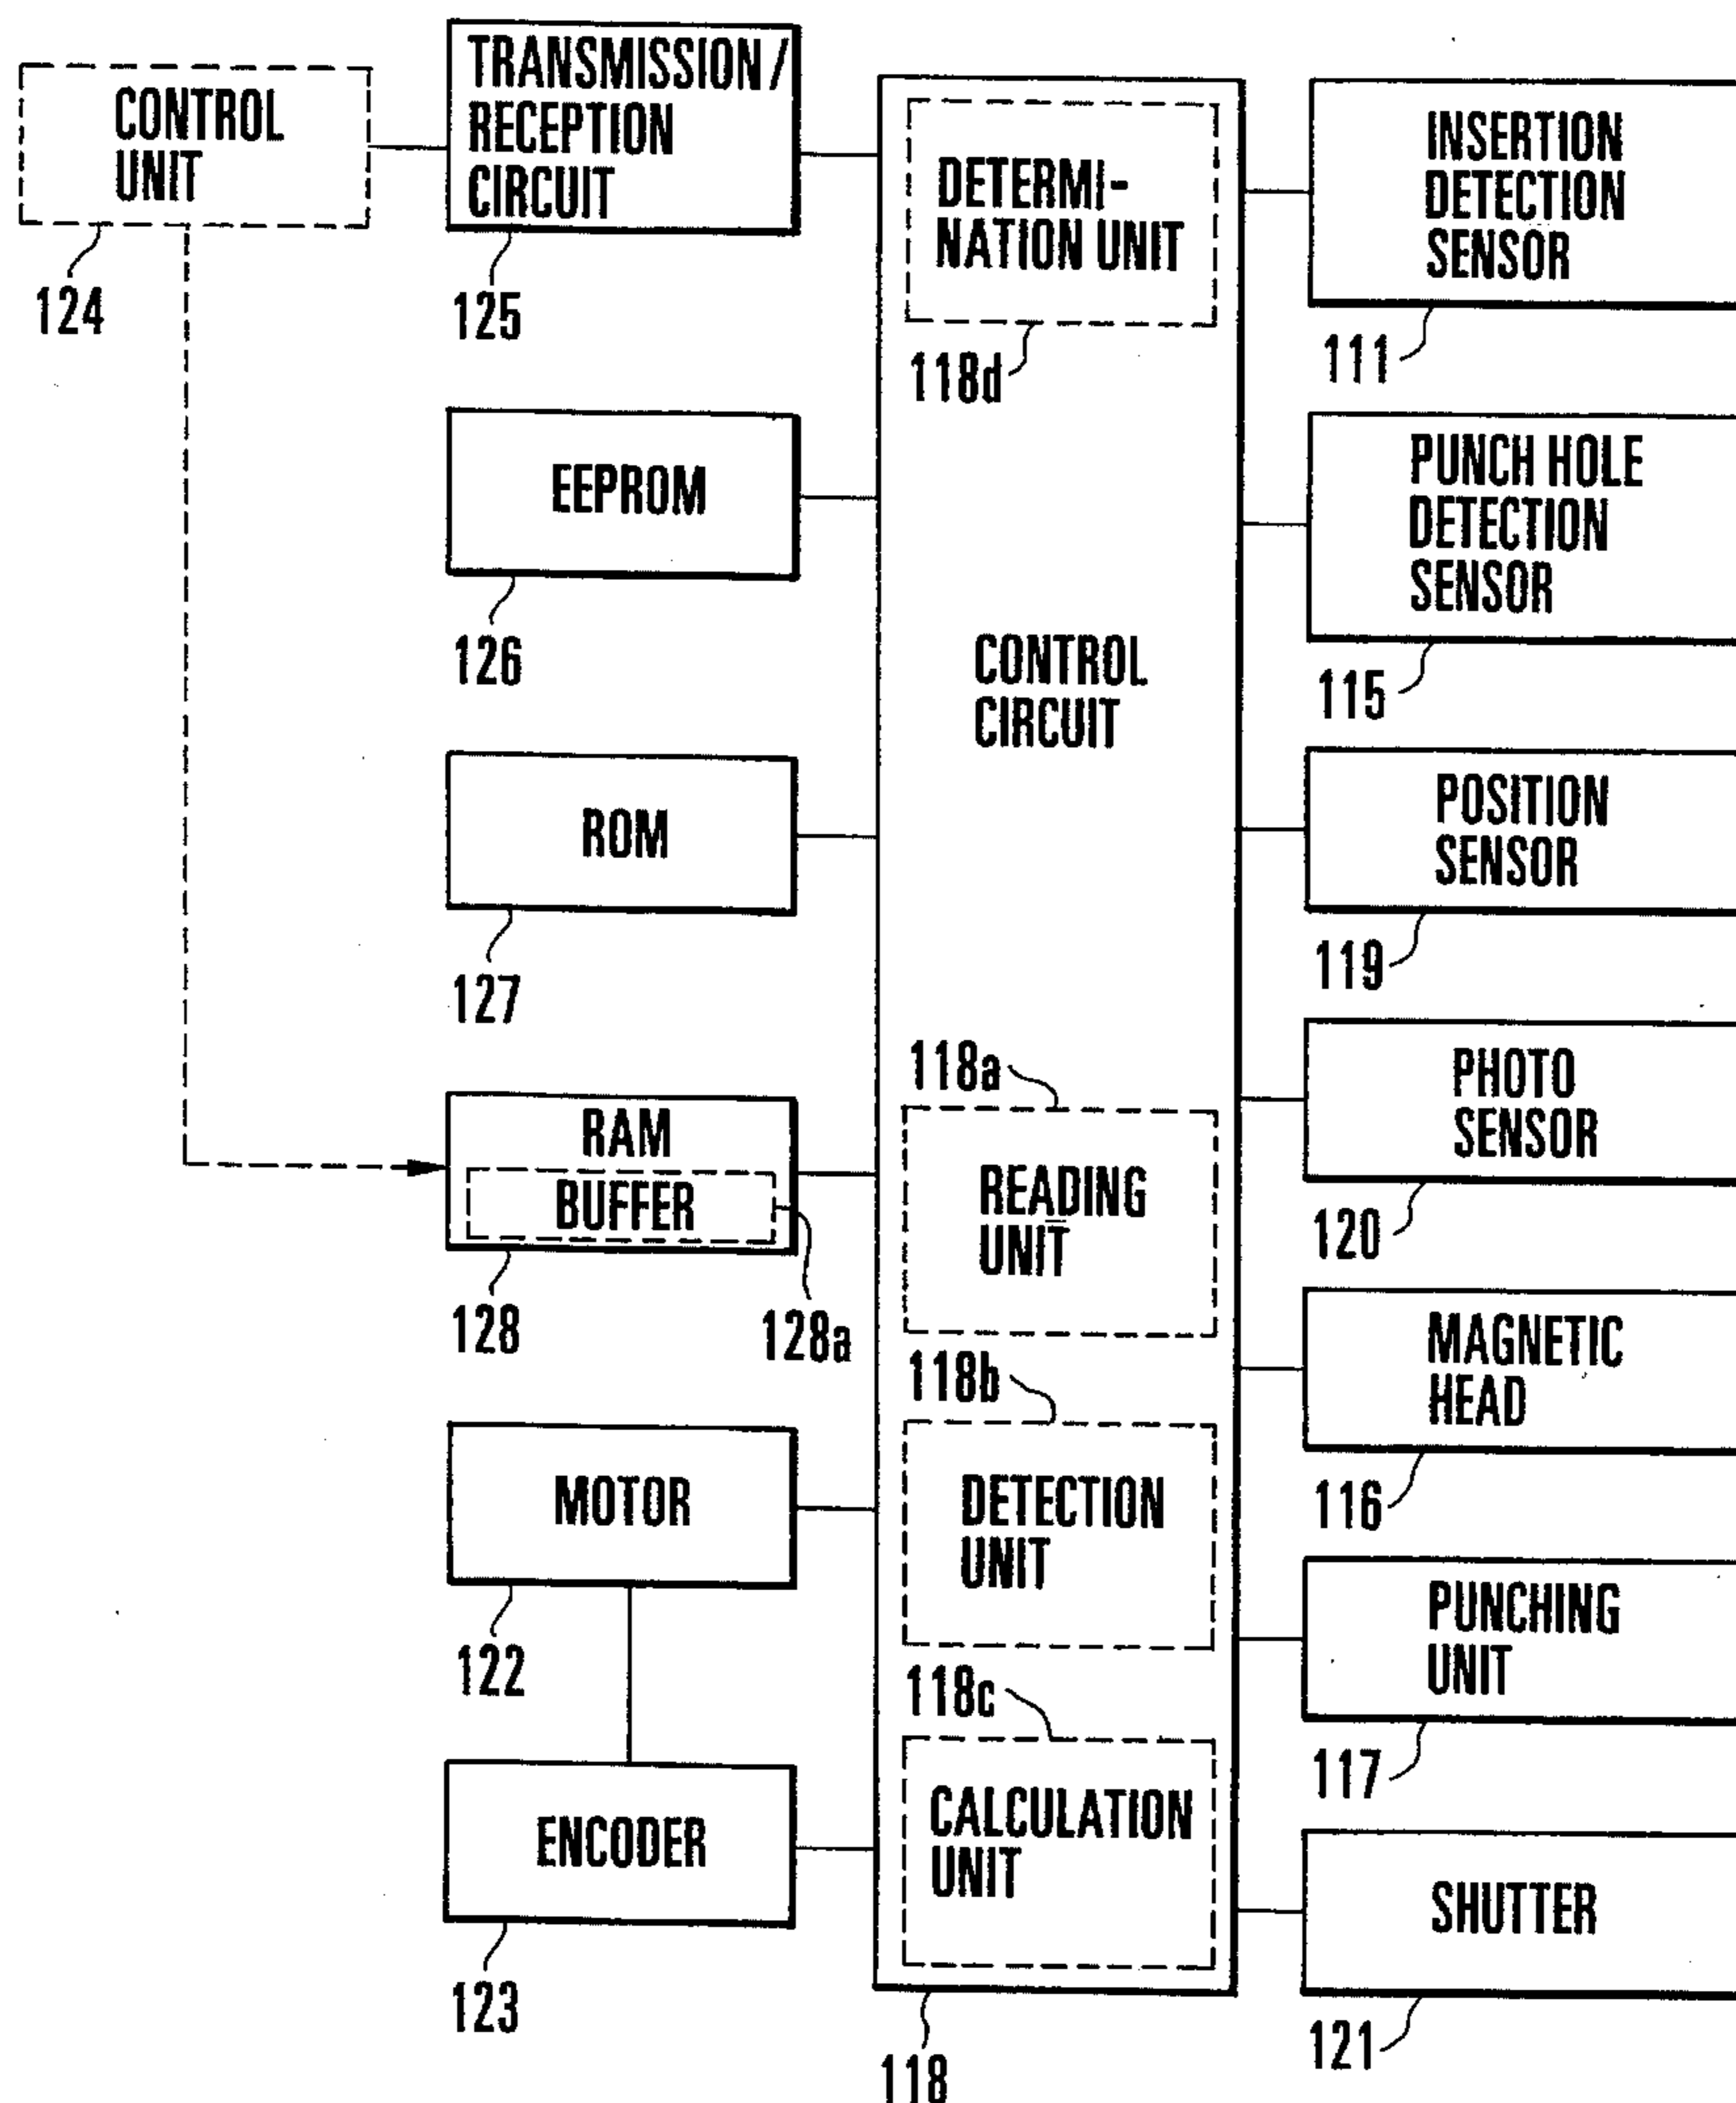 CONTROL
UNIT
124
TRANSMISSION/
RECEPTION
CIRCUIT
125
EEPROM
126
ROM
127
RAM
BUFFER
128
128a
MOTOR
122
ENCODER
123
DETERMI-
NATION UNIT
118d
CONTROL
CIRCUIT
118a
READING
UNIT
118b
DETECTION
UNIT
118c
CALCULATION
UNIT
118
INSERTION
DETECTION
SENSOR
111
PUNCH HOLE
DETECTION
SENSOR
115
POSITION
SENSOR
119
PHOTO
SENSOR
120
MAGNETIC
HEAD
116
PUNCHING
UNIT
117
SHUTTER
121